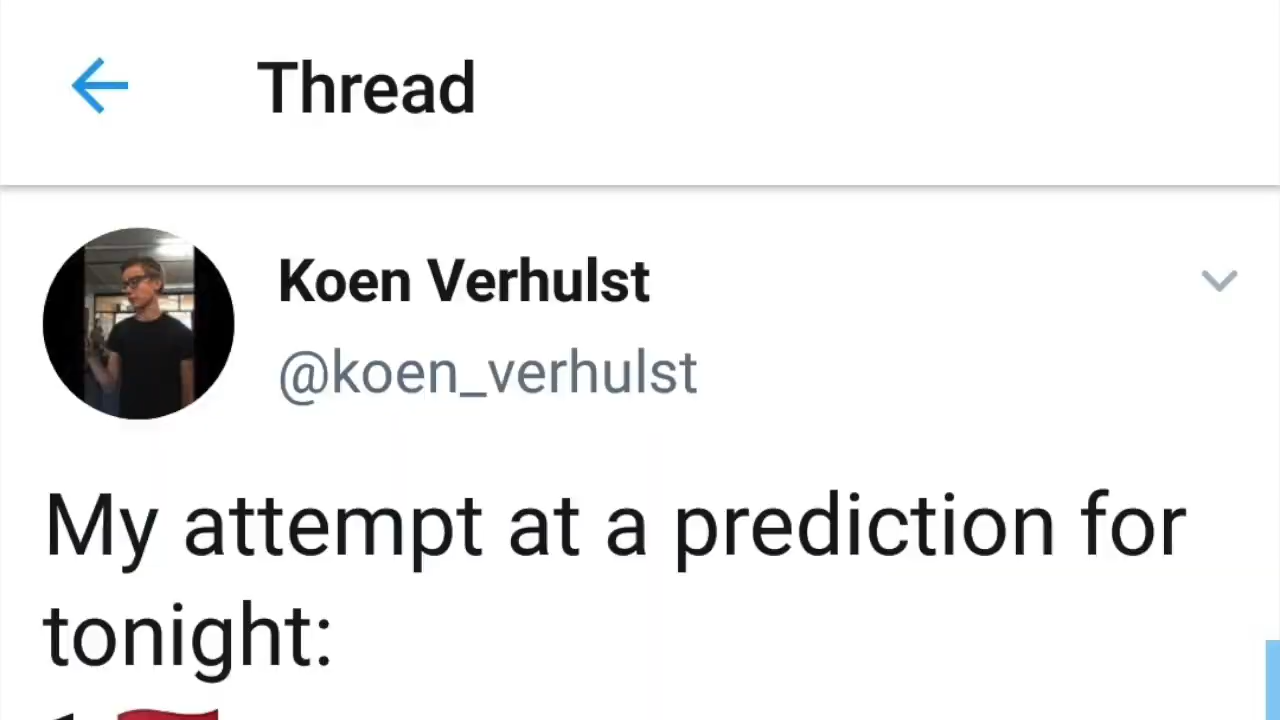 Thread
Koen Verhulst
@koen_verhulst
My attempt at a prediction for
tonight: